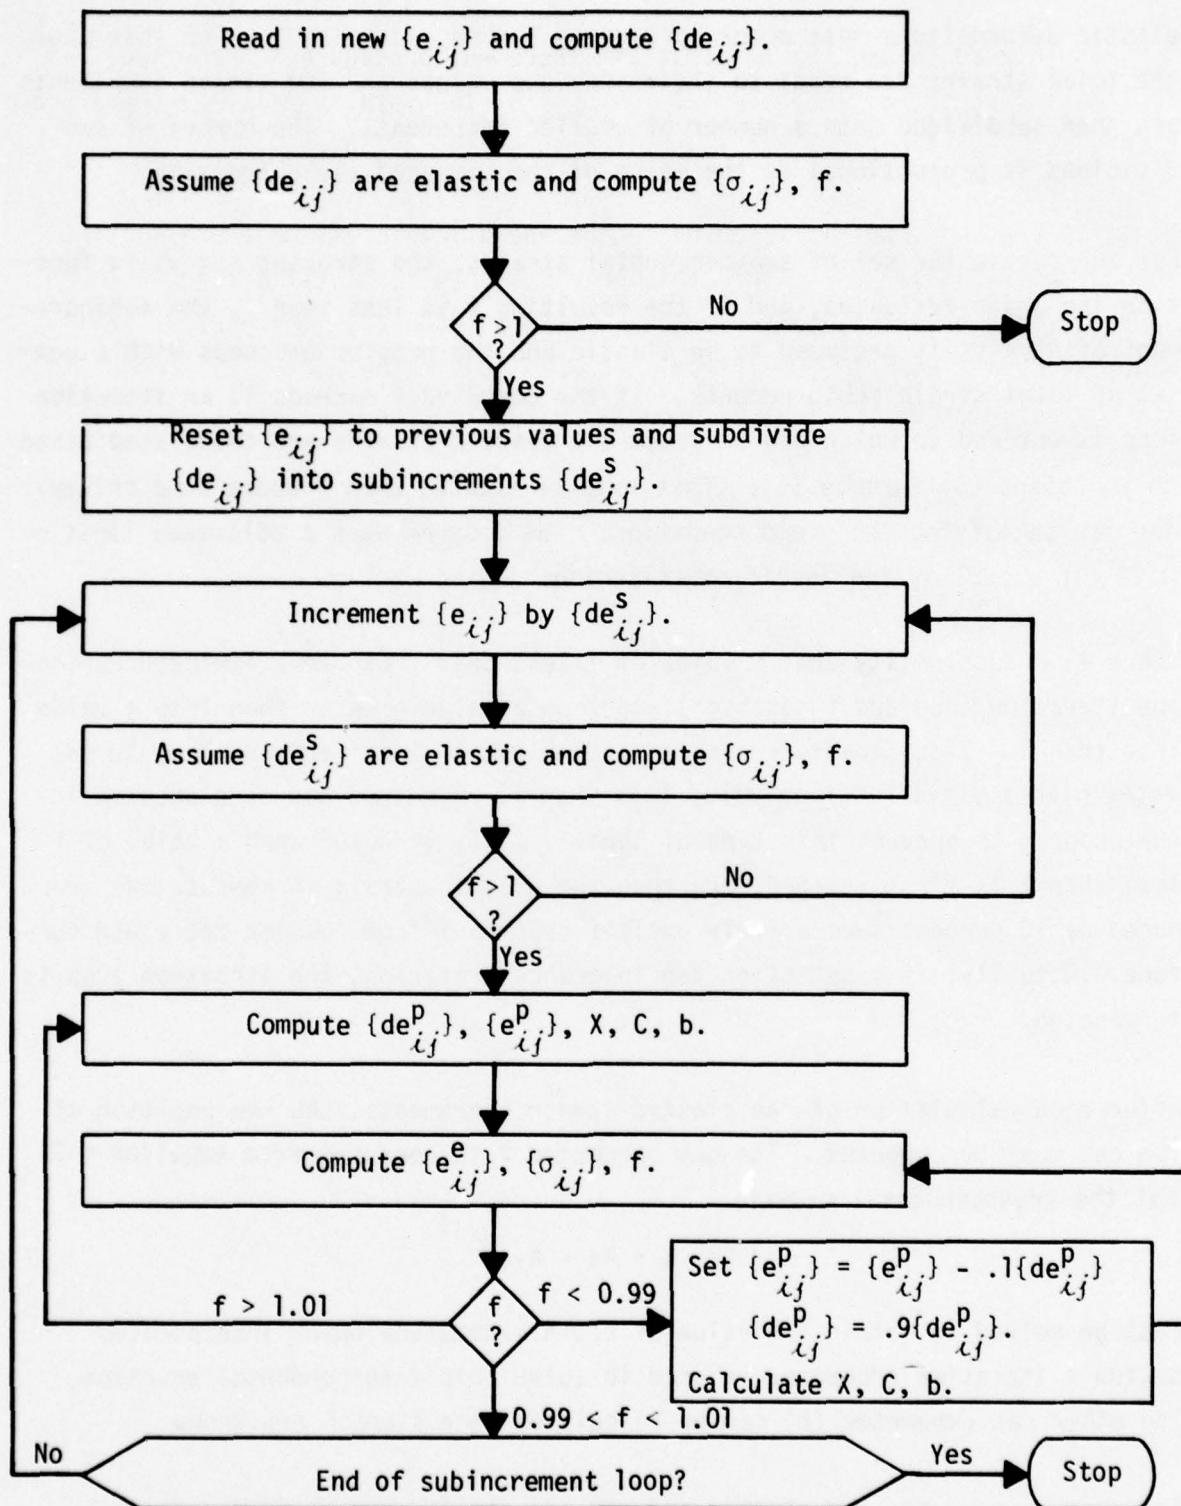 Read in new {e_ij} and compute {de_ij}.
Assume {de_ij} are elastic and compute {σ_ij}, f.
f>1
?
No
Stop
Yes
Reset {e_ij} to previous values and subdivide
{de_ij} into subincrements {de^s_ij}.
Increment {e_ij} by {de^s_ij}.
Assume {de^s_ij} are elastic and compute {σ_ij}, f.
f>1
?
No
Yes
Compute {de^p_ij}, {e^p_ij}, X, C, b.
Compute {e^e_ij}, {σ_ij}, f.
f > 1.01
f
?
f < 0.99
Set {e^p_ij} = {e^p_ij} - .1{de^p_ij}
{de^p_ij} = .9{de^p_ij}.
Calculate X, C, b.
0.99 < f < 1.01
No
End of subincrement loop?
Yes
Stop